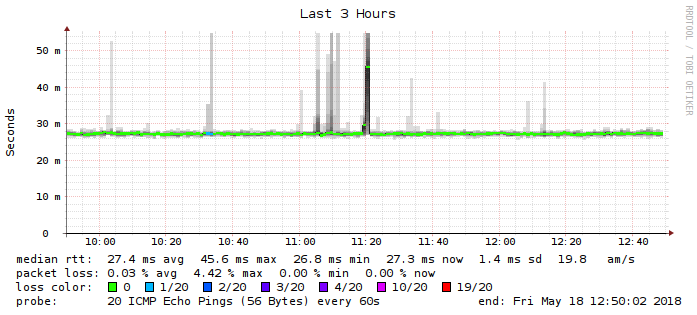 Last 3 Hours
RRDTOOL / TOBI OETIKER
Seconds
50 m
40 m
30 m
20 m
10 m
0
10:00 10:20 10:40 11:00 11:20 11:40 12:00 12:20 12:40
median rtt: 27.4 ms avg 45.6 ms max 26.8 ms min 27.3 ms now 1.4 ms sd 19.8 am/s
packet loss: 0.03 % avg 4.42 % max 0.00 % min 0.00 % now
loss color: 0 1/20 2/20 3/20 4/20 10/20 19/20
probe: 20 ICMP Echo Pings (56 Bytes) every 60s end: Fri May 18 12:50:02 2018